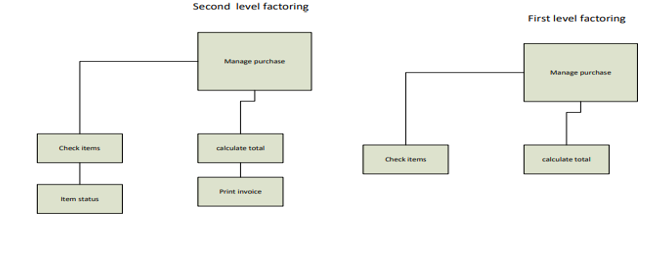 Second level factoring
Manage purchase
Check items
calculate total
Item status
Print invoice
First level factoring
Manage purchase
Check items
calculate total